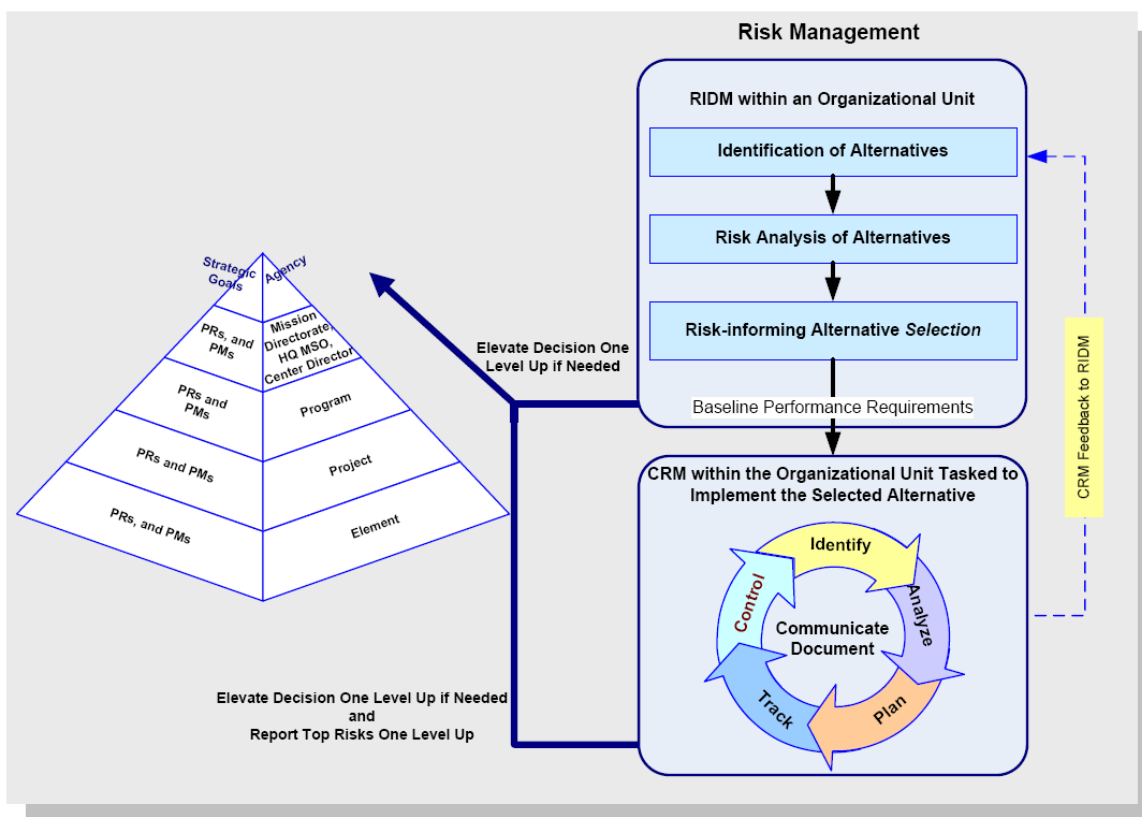 Risk Management
RIDM within an Organizational Unit
Identification of Alternatives
Risk Analysis of Alternatives
Risk-informing Alternative Selection
Baseline Performance Requirements
CRM within the Organizational Unit Tasked to
Implement the Selected Alternative
Identify
Analyze
Plan
Track
Control
Communicate
Document
CRM Feedback to RIDM
Elevate Decision One
Level Up if Needed
Elevate Decision One Level Up if Needed
and
Report Top Risks One Level Up
Strategic
Goals
Agency
PRs, and
PMs
Mission
Directorate,
HQ MSO,
Center Director
PRs and
PMs
Program
PRs and PMs
Project
PRs, and PMs
Element